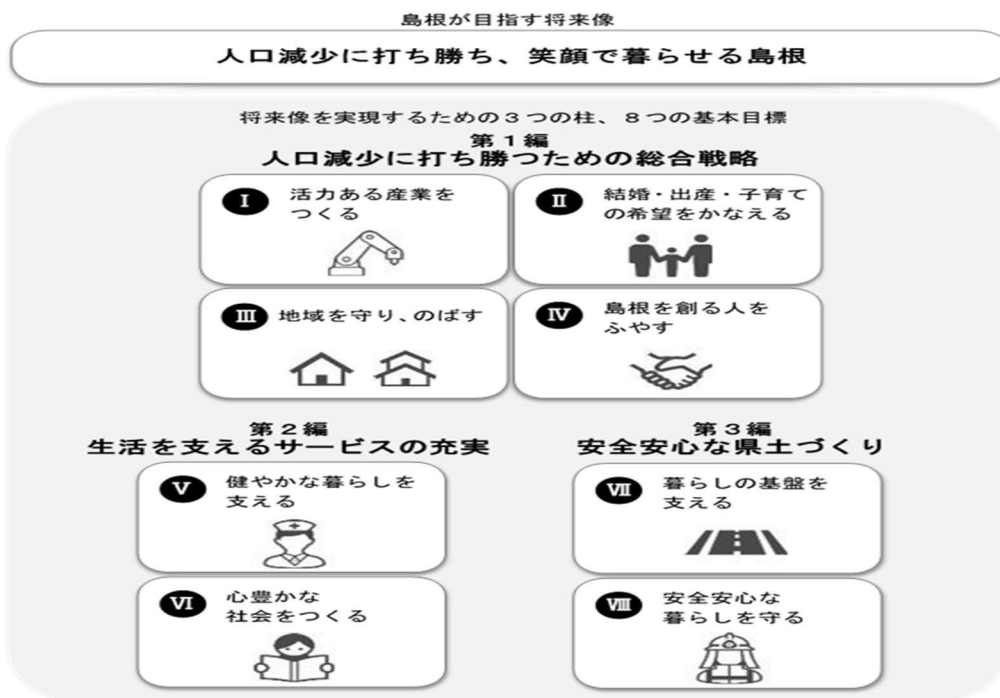 島根が目指す将来像
人口減少に打ち勝ち、笑顔で暮らせる島根
将来像を実現するための３つの柱、８つの基本目標
第１編
人口減少に打ち勝つための総合戦略
Ⅰ
活力ある産業を
つくる
Ⅱ
結婚・出産・子育て
の希望をかなえる
Ⅲ
地域を守り、のばす
Ⅳ
島根を創る人を
ふやす
第２編
生活を支えるサービスの充実
Ⅴ
健やかな暮らしを
支える
Ⅵ
心豊かな
社会をつくる
第３編
安全安心な県土づくり
Ⅶ
暮らしの基盤を
支える
Ⅷ
安全安心な
暮らしを守る